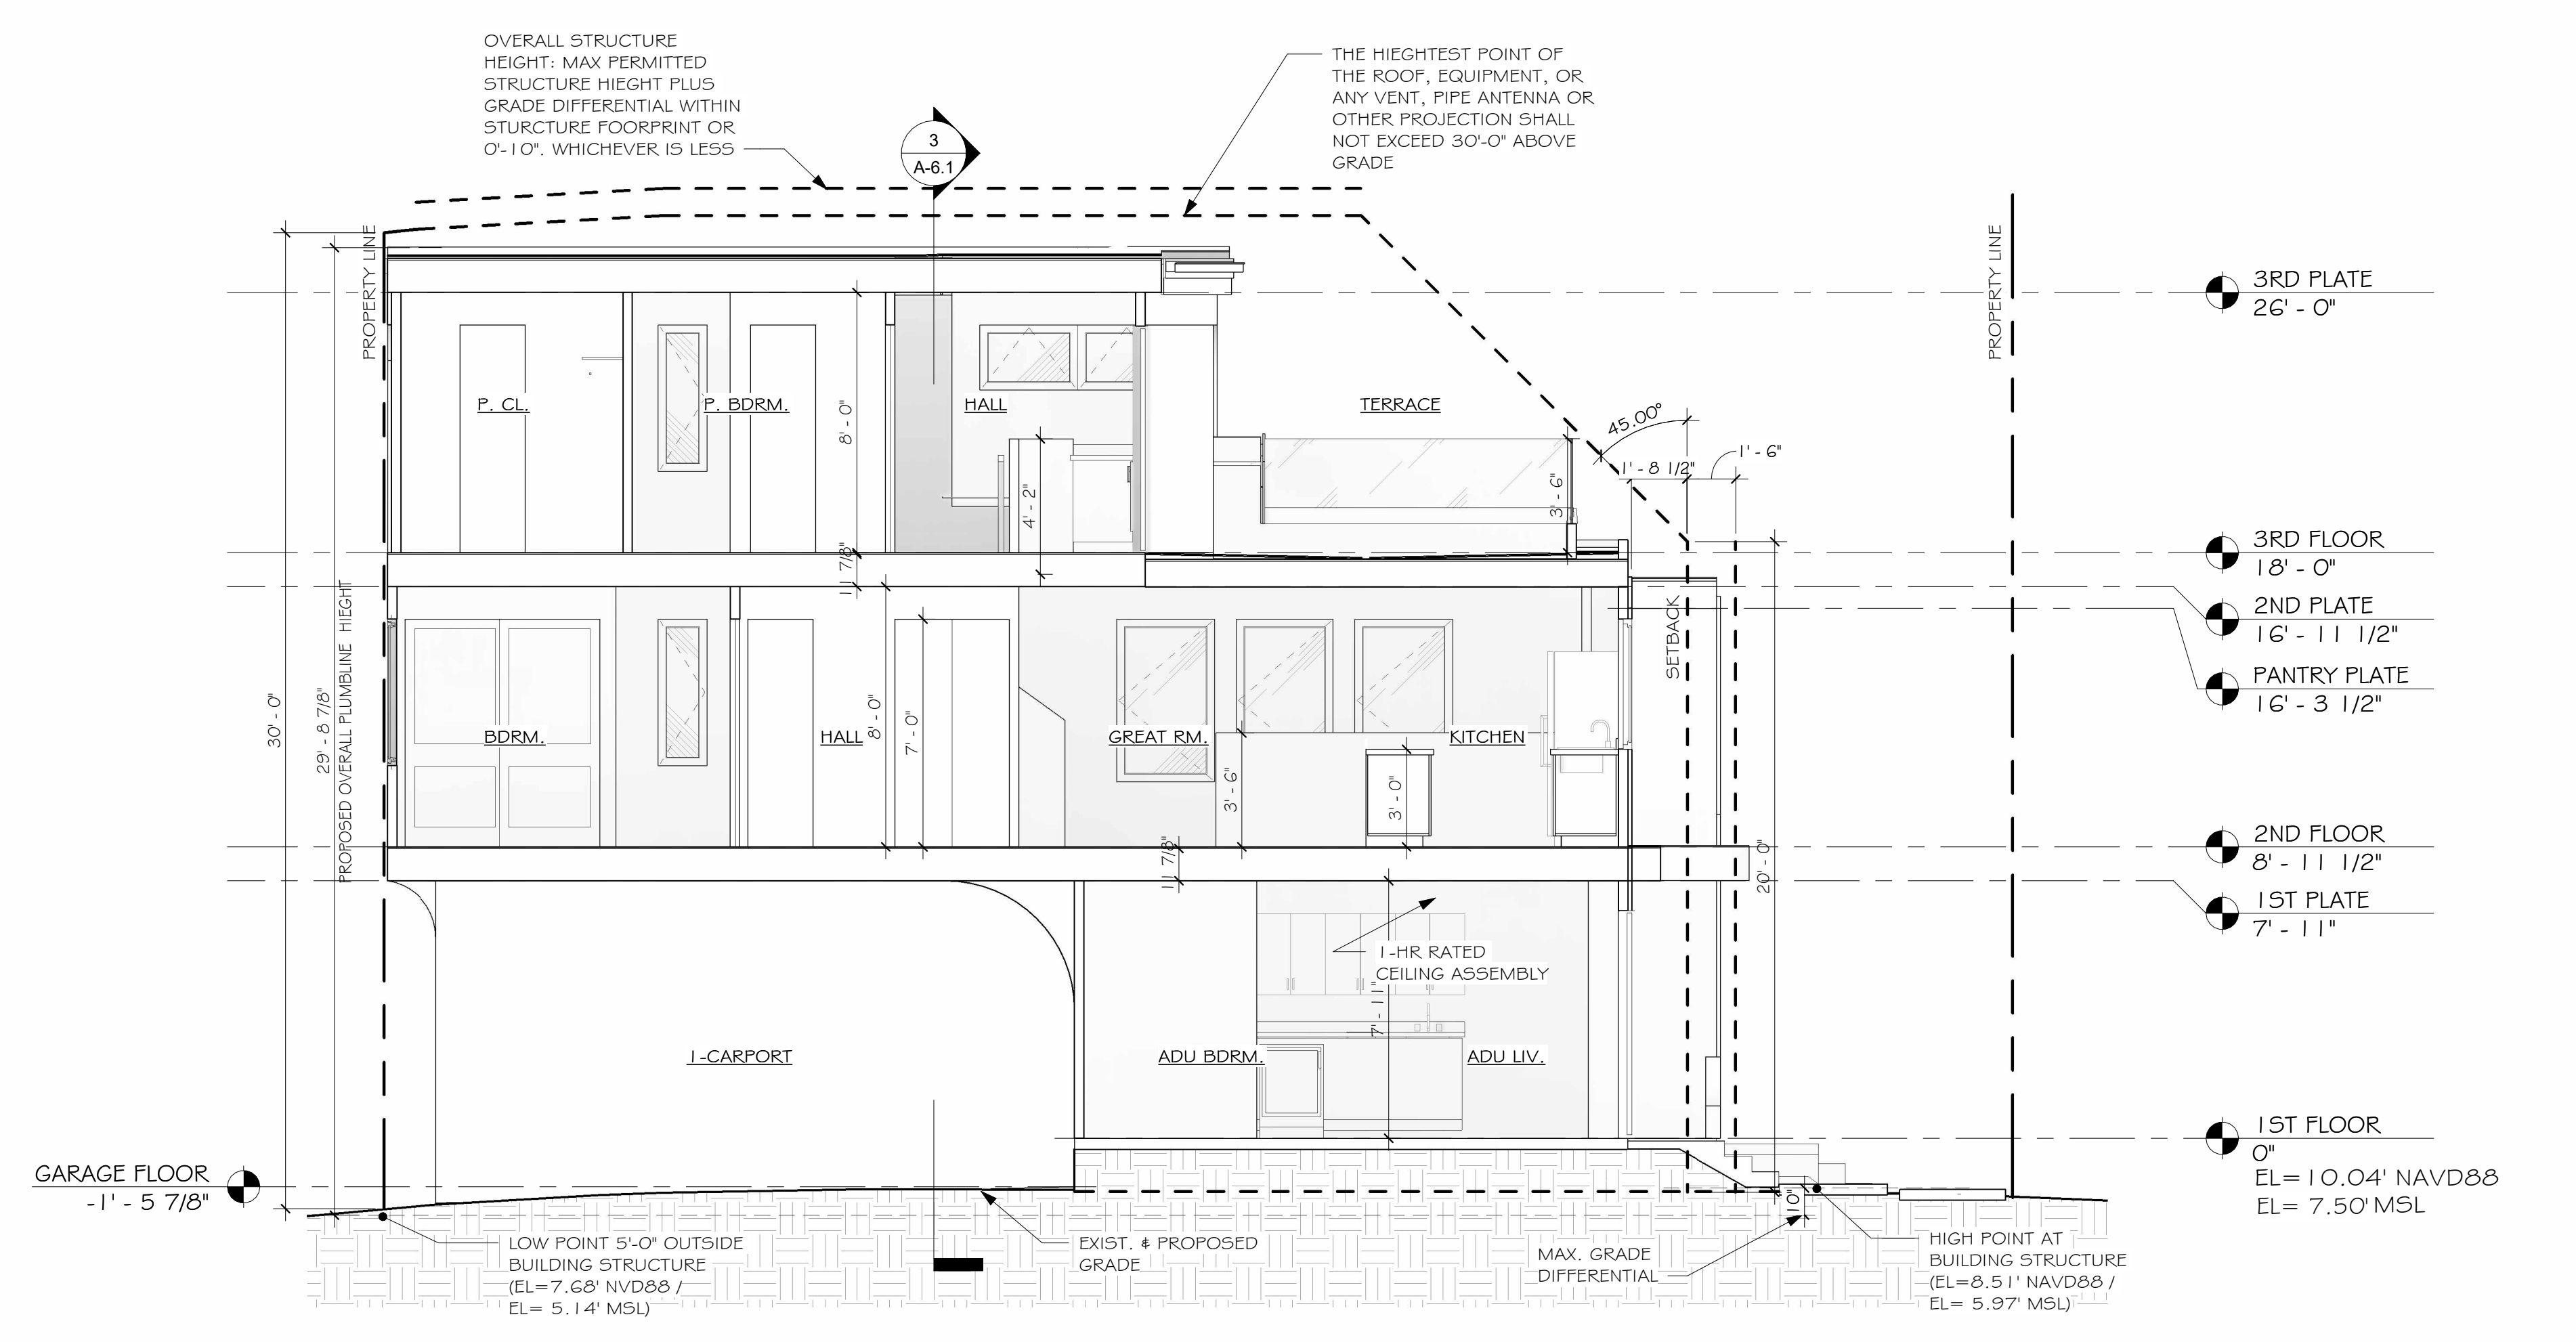 OVERALL STRUCTURE
HEIGHT: MAX PERMITTED
STRUCTURE HIEGHT PLUS
GRADE DIFFERENTIAL WITHIN
STURCTURE FOORPRINT OR
0'-10". WHICHEVER IS LESS
THE HIEGHTEST POINT OF
THE ROOF, EQUIPMENT, OR
ANY VENT, PIPE ANTENNA OR
OTHER PROJECTION SHALL
NOT EXCEED 30'-0" ABOVE
GRADE
3
A-6.1
PROPERTY LINE
PROPERTY LINE
3RD PLATE
26' - 0"
P. CL.
P. BDRM.
8' - 0"
HALL
TERRACE
45.00°
1' - 8 1/2"
1' - 6"
4' - 2"
3' - 6"
11 7/8"
3RD FLOOR
18' - 0"
2ND PLATE
16' - 11 1/2"
PANTRY PLATE
16' - 3 1/2"
SETBACK
30' - 0"
29' - 8 7/8"
PROPOSED OVERALL PLUMBLINE HIEGHT
BDRM.
HALL
8' - 0"
7' - 0"
GREAT RM.
KITCHEN
3' - 6"
3' - 0"
11 7/8"
20' - 0"
2ND FLOOR
8' - 11 1/2"
1ST PLATE
7' - 11"
1-HR RATED
CEILING ASSEMBLY
7' - 11"
1-CARPORT
ADU BDRM.
ADU LIV.
1ST FLOOR
0"
EL=10.04' NAVD88
EL= 7.50' MSL
GARAGE FLOOR
-1' - 5 7/8"
10"
LOW POINT 5'-0" OUTSIDE
BUILDING STRUCTURE
(EL=7.68' NVD88 /
EL= 5.14' MSL)
EXIST. & PROPOSED
GRADE
MAX. GRADE
DIFFERENTIAL
HIGH POINT AT
BUILDING STRUCTURE
(EL=8.51' NAVD88 /
EL= 5.97' MSL)